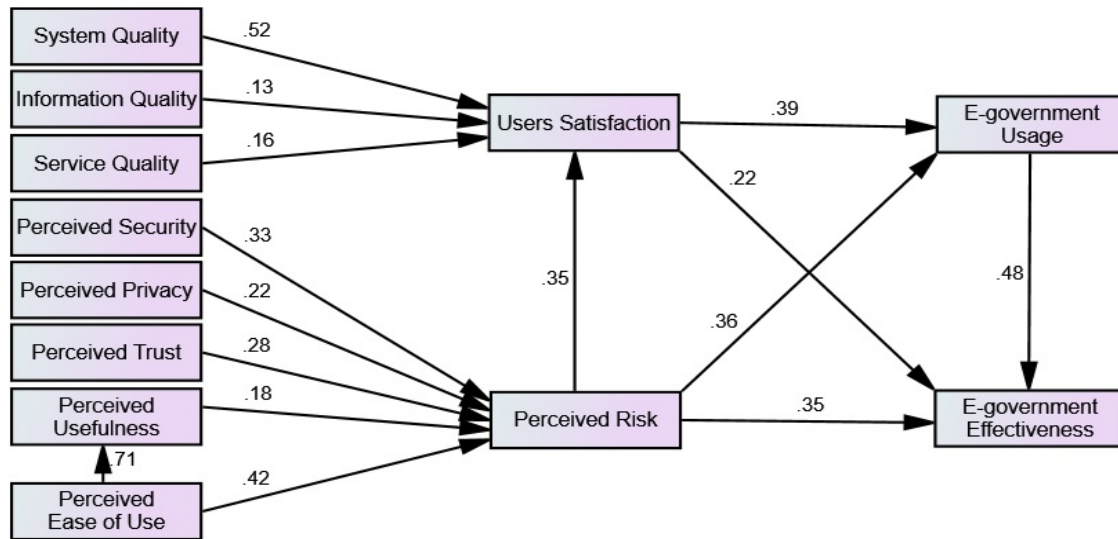 System Quality
.52
Information Quality
.13
Service Quality
.16
Perceived Security
.33
Perceived Privacy
.22
Perceived Trust
.28
Perceived
Usefulness
.18
.71
Perceived
Ease of Use
.42
Users Satisfaction
.39
.22
.35
Perceived Risk
.36
.35
E-government
Usage
.48
E-government
Effectiveness